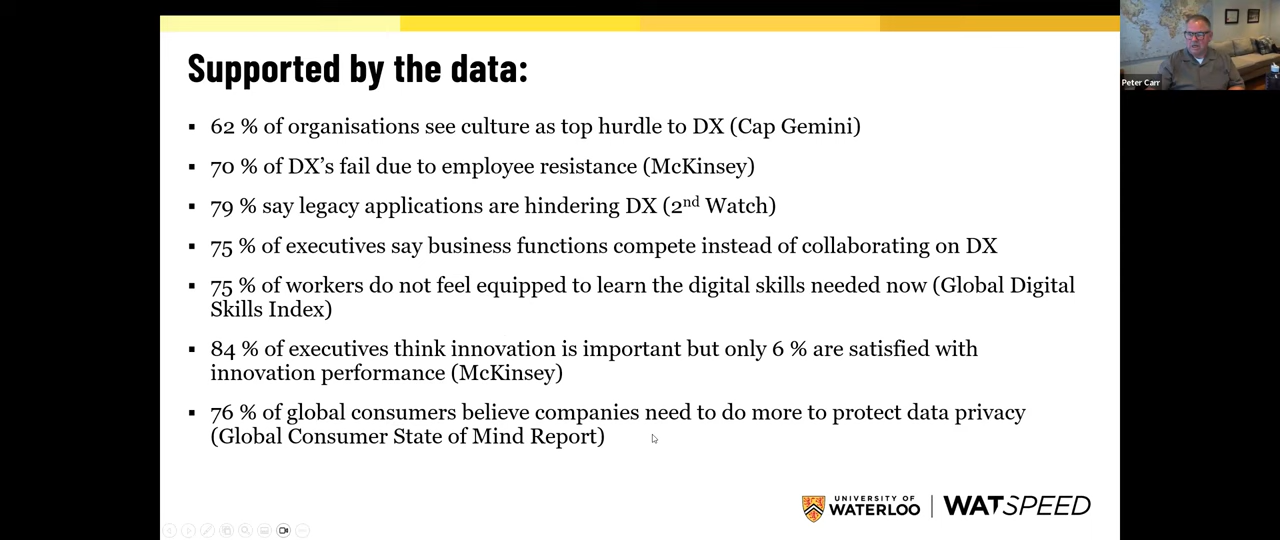 Supported by the data:
▪ 62 % of organisations see culture as top hurdle to DX (Cap Gemini)
▪ 70 % of DX’s fail due to employee resistance (McKinsey)
▪ 79 % say legacy applications are hindering DX (2nd Watch)
▪ 75 % of executives say business functions compete instead of collaborating on DX
▪ 75 % of workers do not feel equipped to learn the digital skills needed now (Global Digital
Skills Index)
▪ 84 % of executives think innovation is important but only 6 % are satisfied with
innovation performance (McKinsey)
▪ 76 % of global consumers believe companies need to do more to protect data privacy
(Global Consumer State of Mind Report)
UNIVERSITY OF
WATERLOO
WATSPEED
Peter Carr